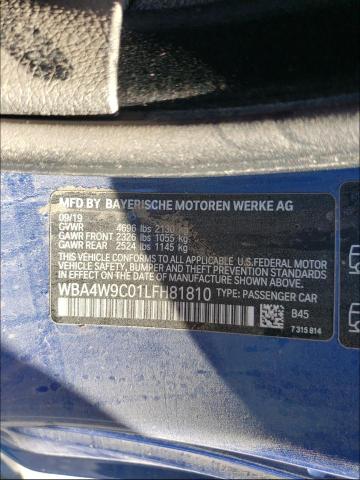 MFD BY BAYERISCHE MOTOREN WERKE AG
09/19
GVWR 4696 lbs 2130
GAWR FRONT 2326 lbs 1055 kg
GAWR REAR 2524 lbs 1145 kg
THIS VEHICLE CONFORMS TO ALL APPLICABLE U.S. FEDERAL MOTOR
VEHICLE SAFETY, BUMPER, AND THEFT PREVENTION STANDARDS
IN EFFECT ON THE DATE OF MANUFACTURE SHOWN ABOVE.
WBA4W9C01LFH81810 TYPE: PASSENGER CAR
B45
7 315 814